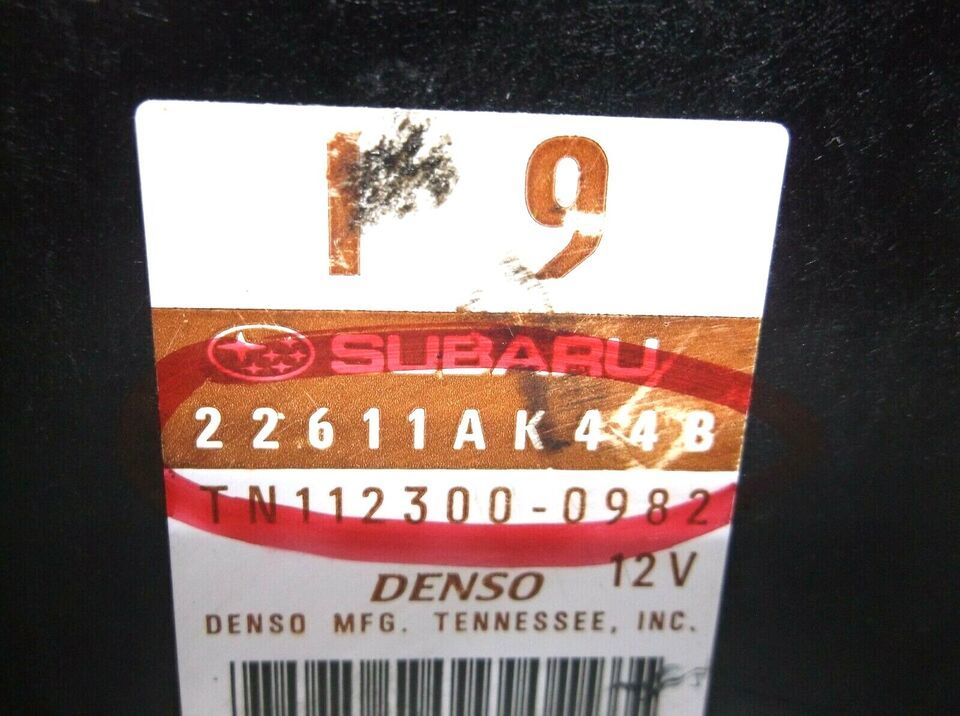 9
SUBARU
22611AK44B
TN112300-0982
12V
DENSO
DENSO MFG. TENNESSEE, INC.